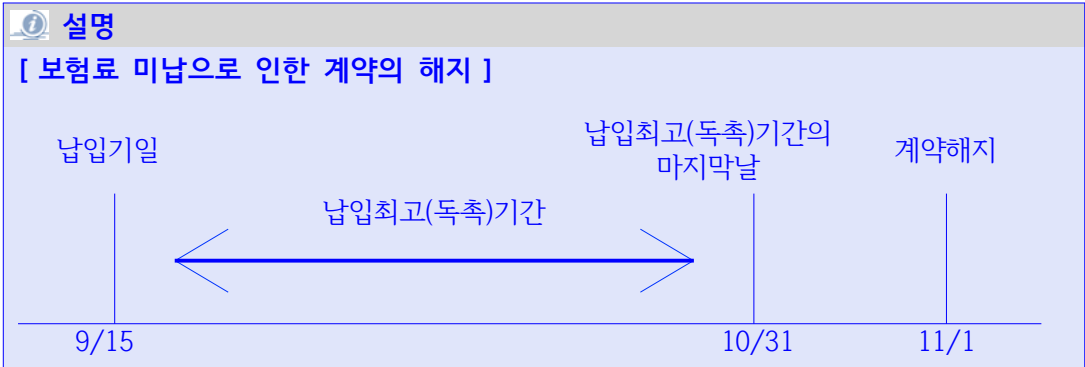 설명
[ 보험료 미납으로 인한 계약의 해지 ]
납입기일
납입최고(독촉)기간의
마지막날
계약해지
납입최고(독촉)기간
9/15
10/31
11/1